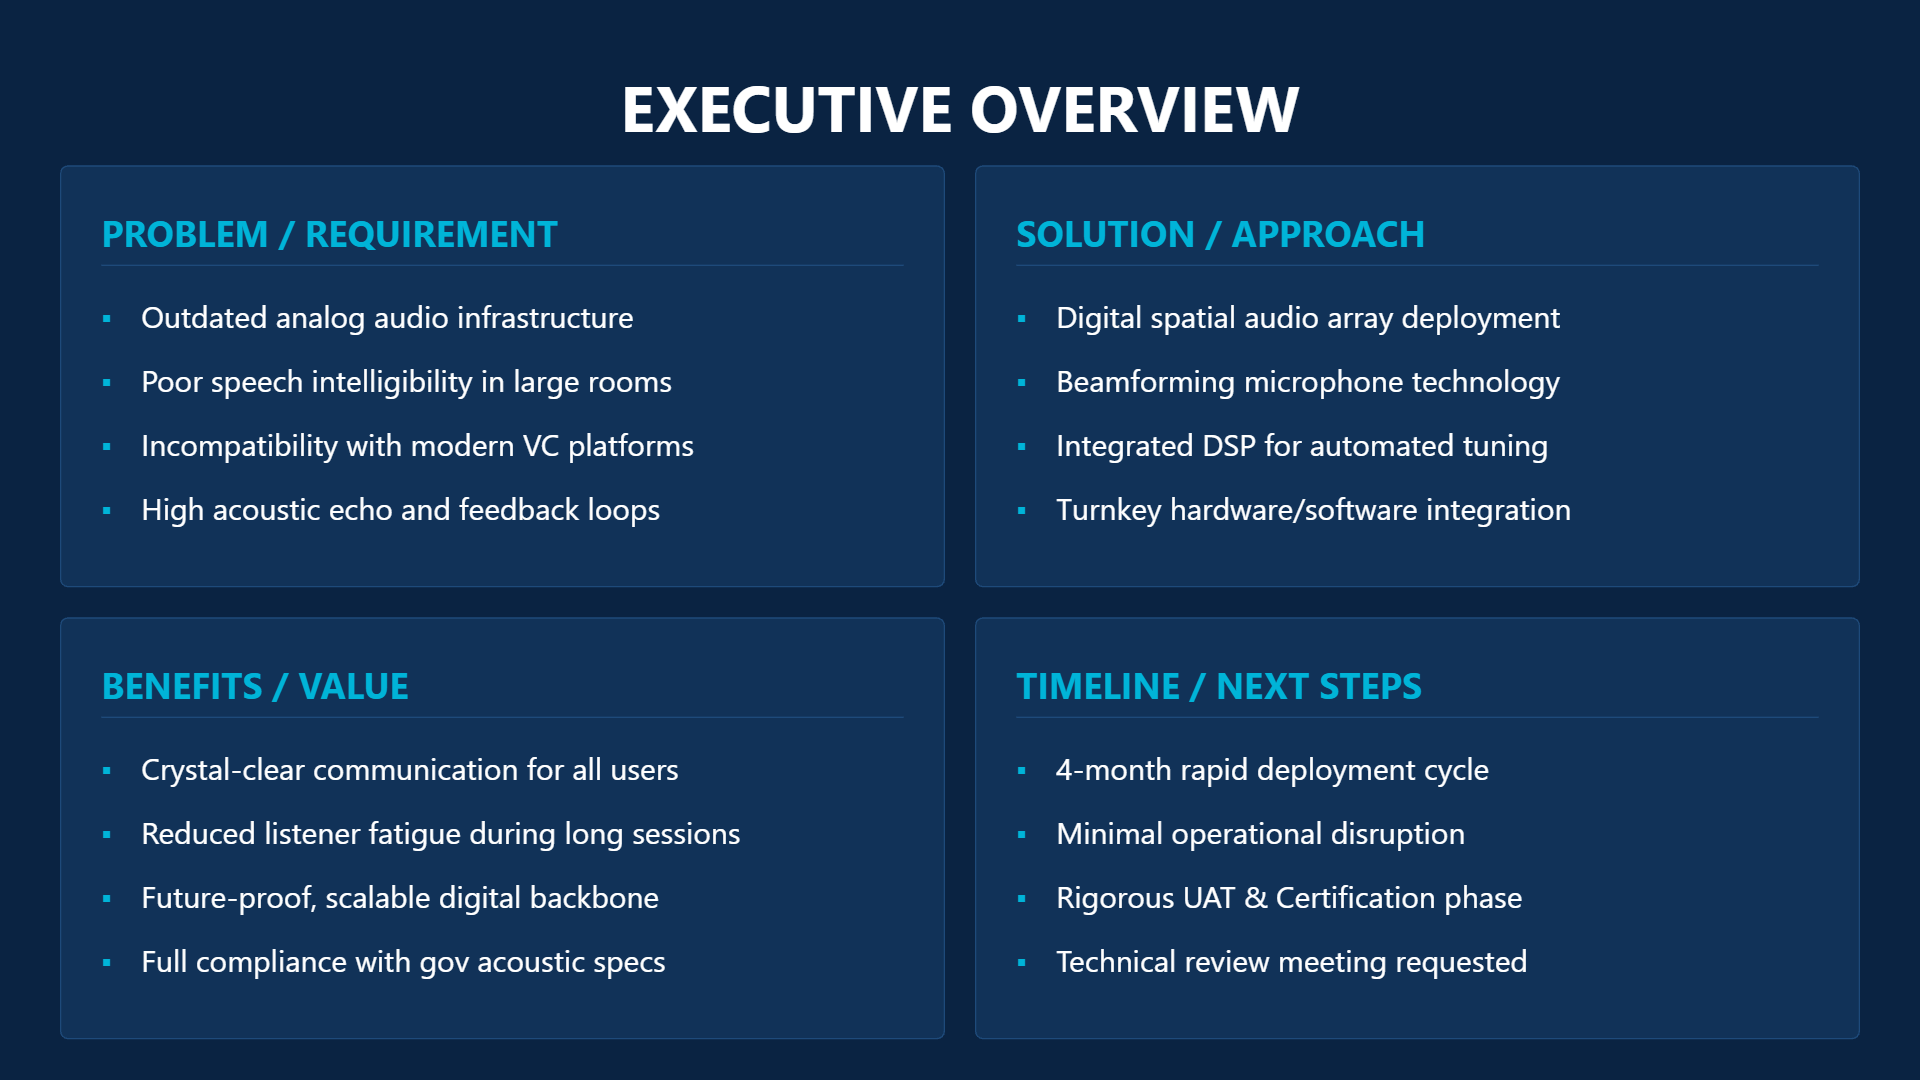 EXECUTIVE OVERVIEW
PROBLEM / REQUIREMENT
▪ Outdated analog audio infrastructure
▪ Poor speech intelligibility in large rooms
▪ Incompatibility with modern VC platforms
▪ High acoustic echo and feedback loops
SOLUTION / APPROACH
▪ Digital spatial audio array deployment
▪ Beamforming microphone technology
▪ Integrated DSP for automated tuning
▪ Turnkey hardware/software integration
BENEFITS / VALUE
▪ Crystal-clear communication for all users
▪ Reduced listener fatigue during long sessions
▪ Future-proof, scalable digital backbone
▪ Full compliance with gov acoustic specs
TIMELINE / NEXT STEPS
▪ 4-month rapid deployment cycle
▪ Minimal operational disruption
▪ Rigorous UAT & Certification phase
▪ Technical review meeting requested